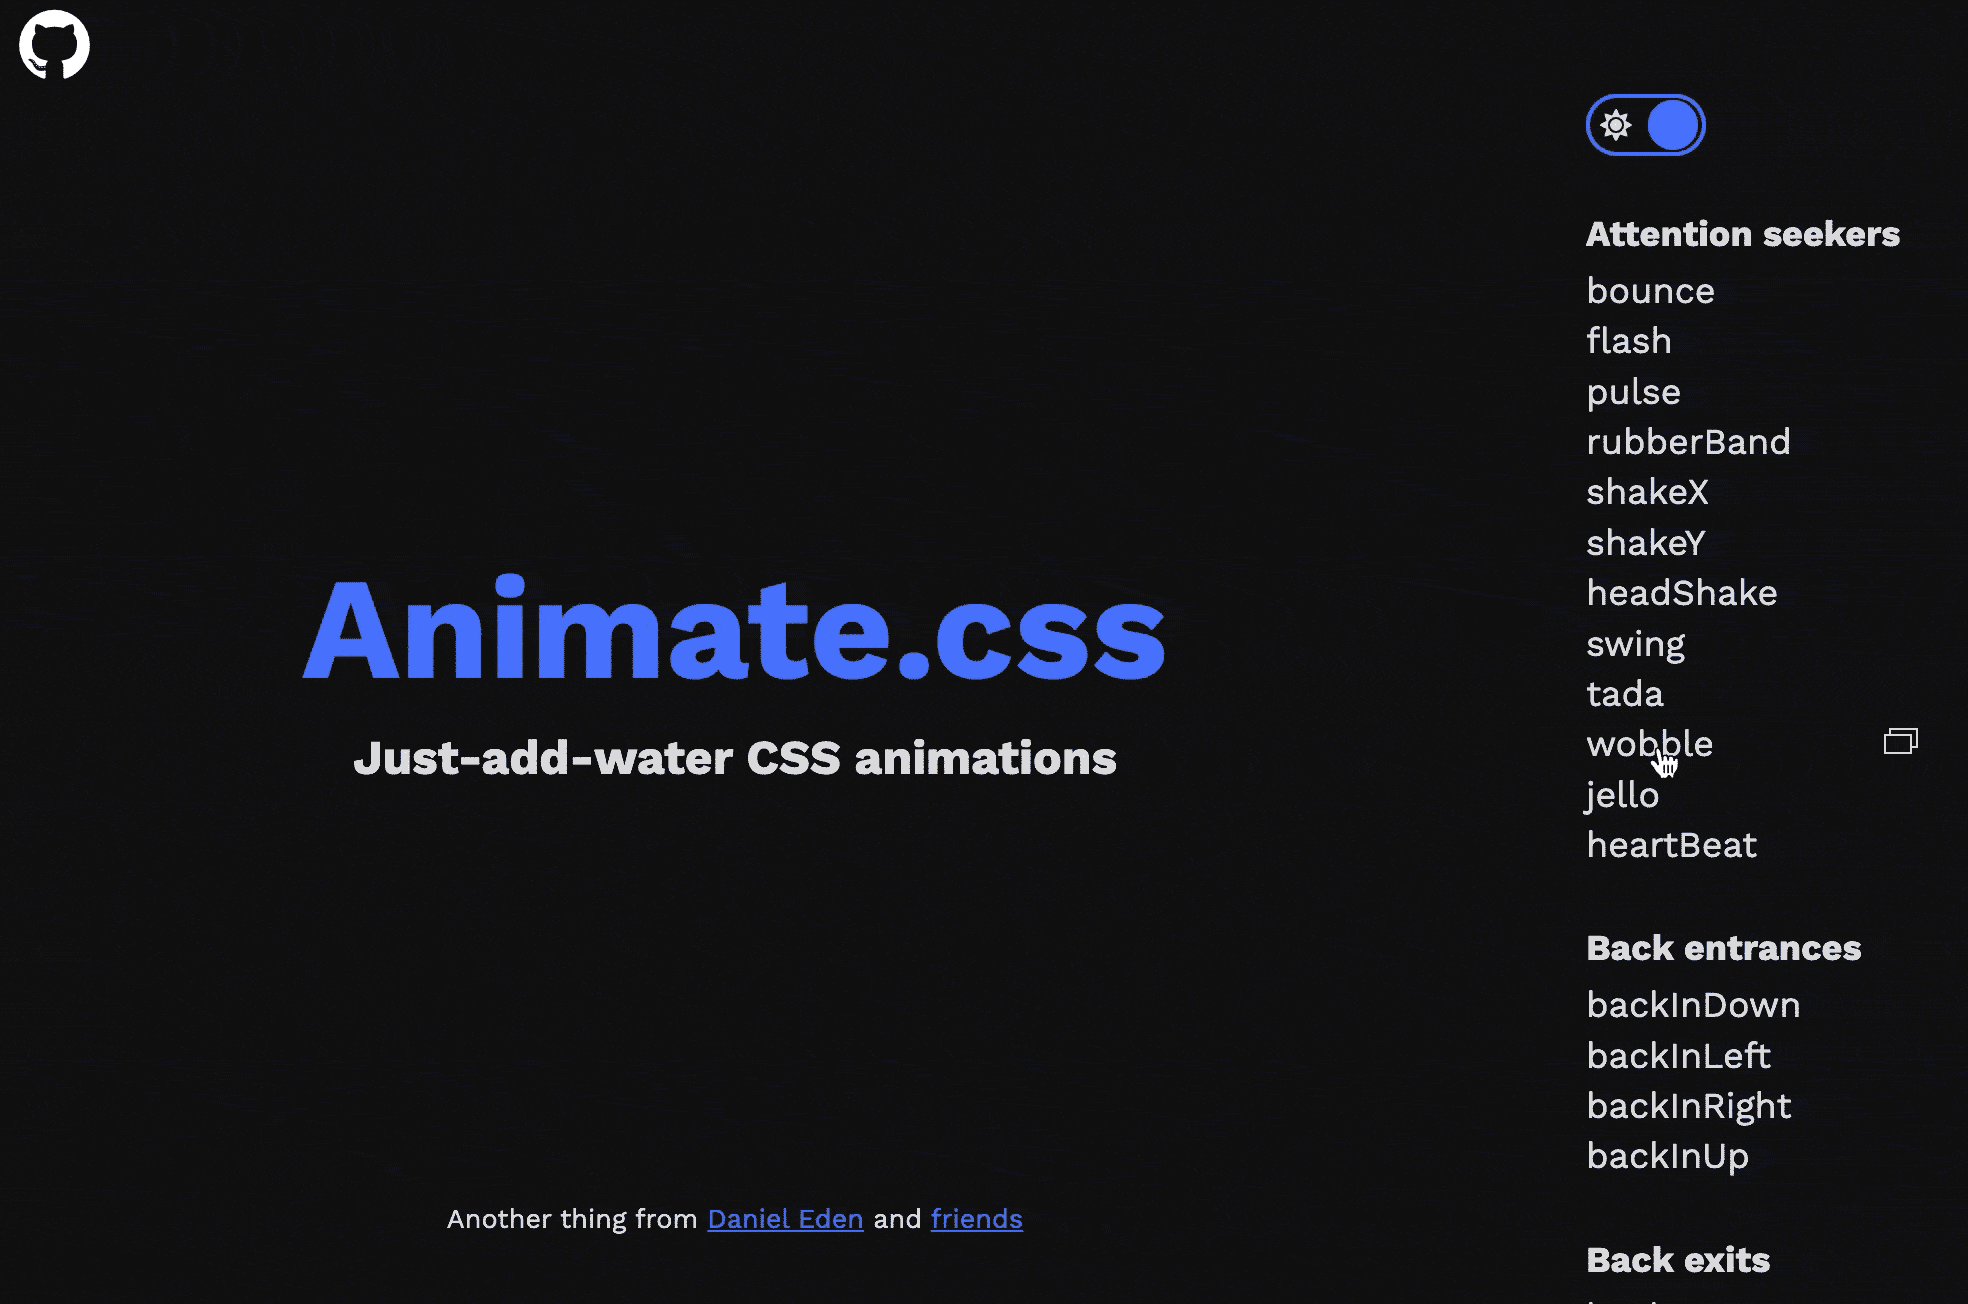 Attention seekers
bounce
flash
pulse
rubberBand
shakeX
shakeY
headShake
swing
tada
wobble
jello
heartBeat
Back entrances
backInDown
backInLeft
backInRight
backInUp
Back exits
Animate.css
Just-add-water CSS animations
Another thing from Daniel Eden and friends